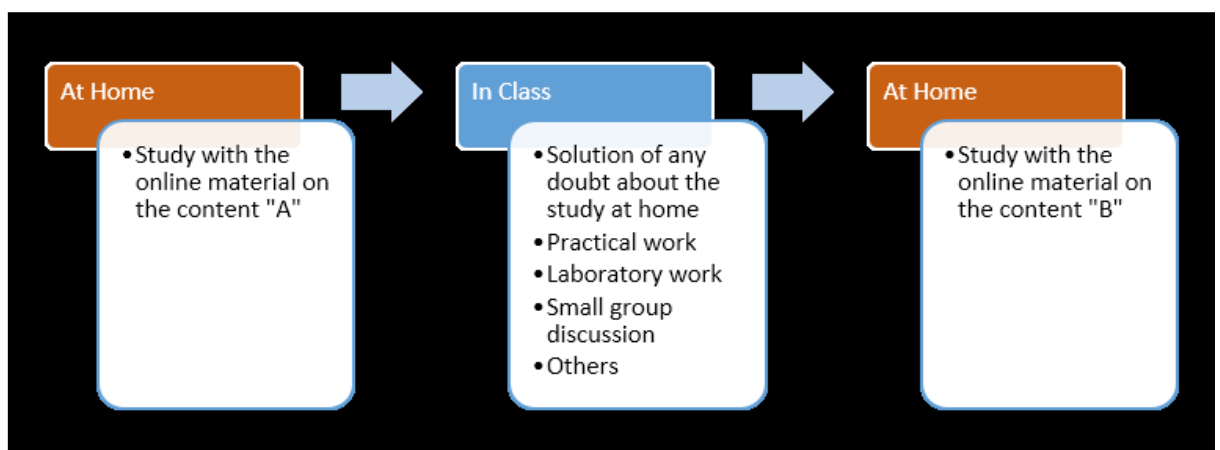 At Home
•Study with the
online material on
the content "A"
In Class
•Solution of any
doubt about the
study at home
•Practical work
•Laboratory work
•Small group
discussion
•Others
At Home
•Study with the
online material on
the content "B"